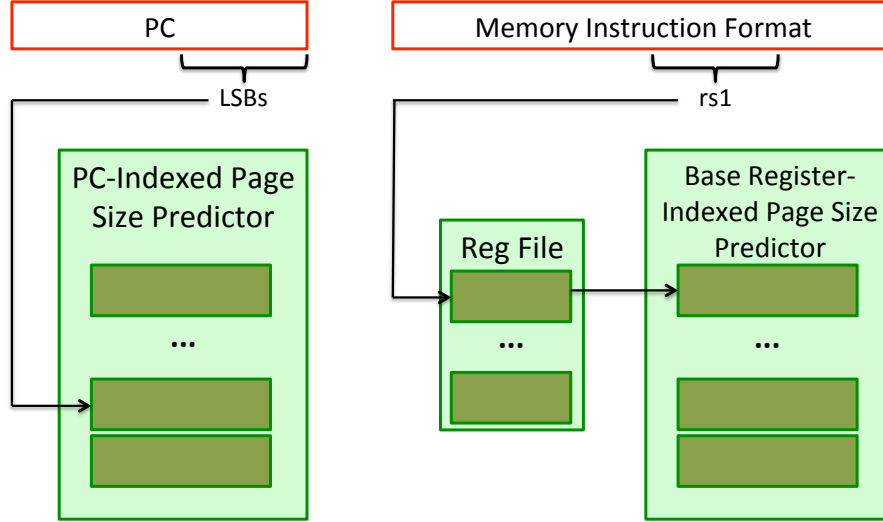 PC
Memory Instruction Format
LSBs
rs1
PC-Indexed Page
Size Predictor
...
Reg File
...
Base Register-
Indexed Page Size
Predictor
...